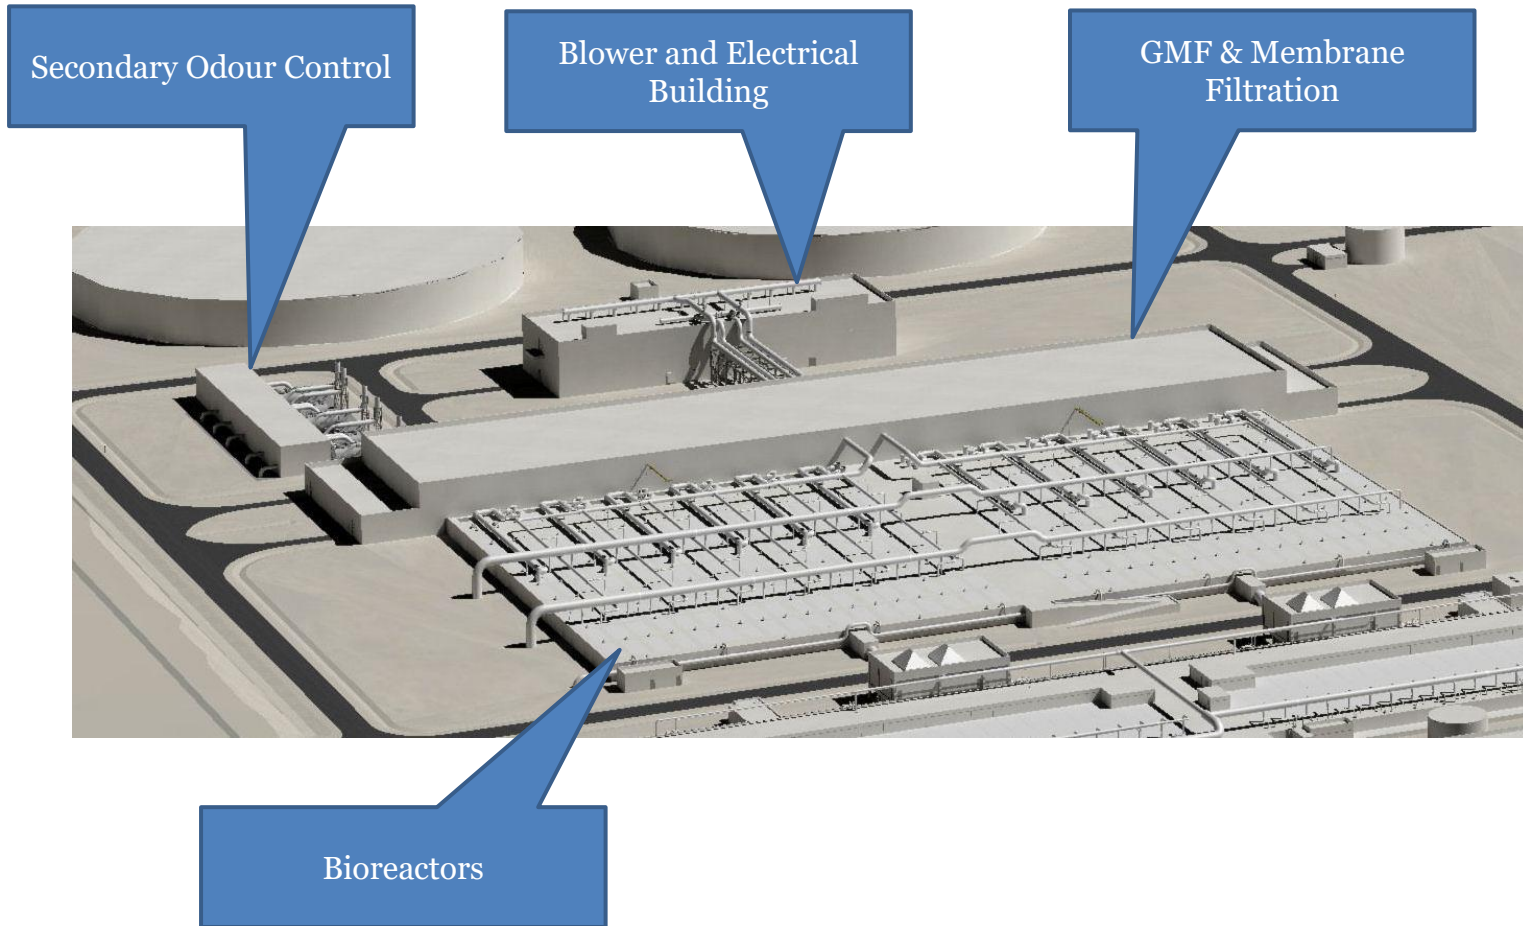 Secondary Odour Control
Blower and Electrical
Building
GMF & Membrane
Filtration
Bioreactors